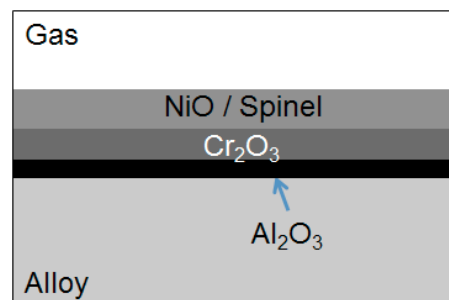 Gas
NiO / Spinel
Cr₂O₃
Al₂O₃
Alloy